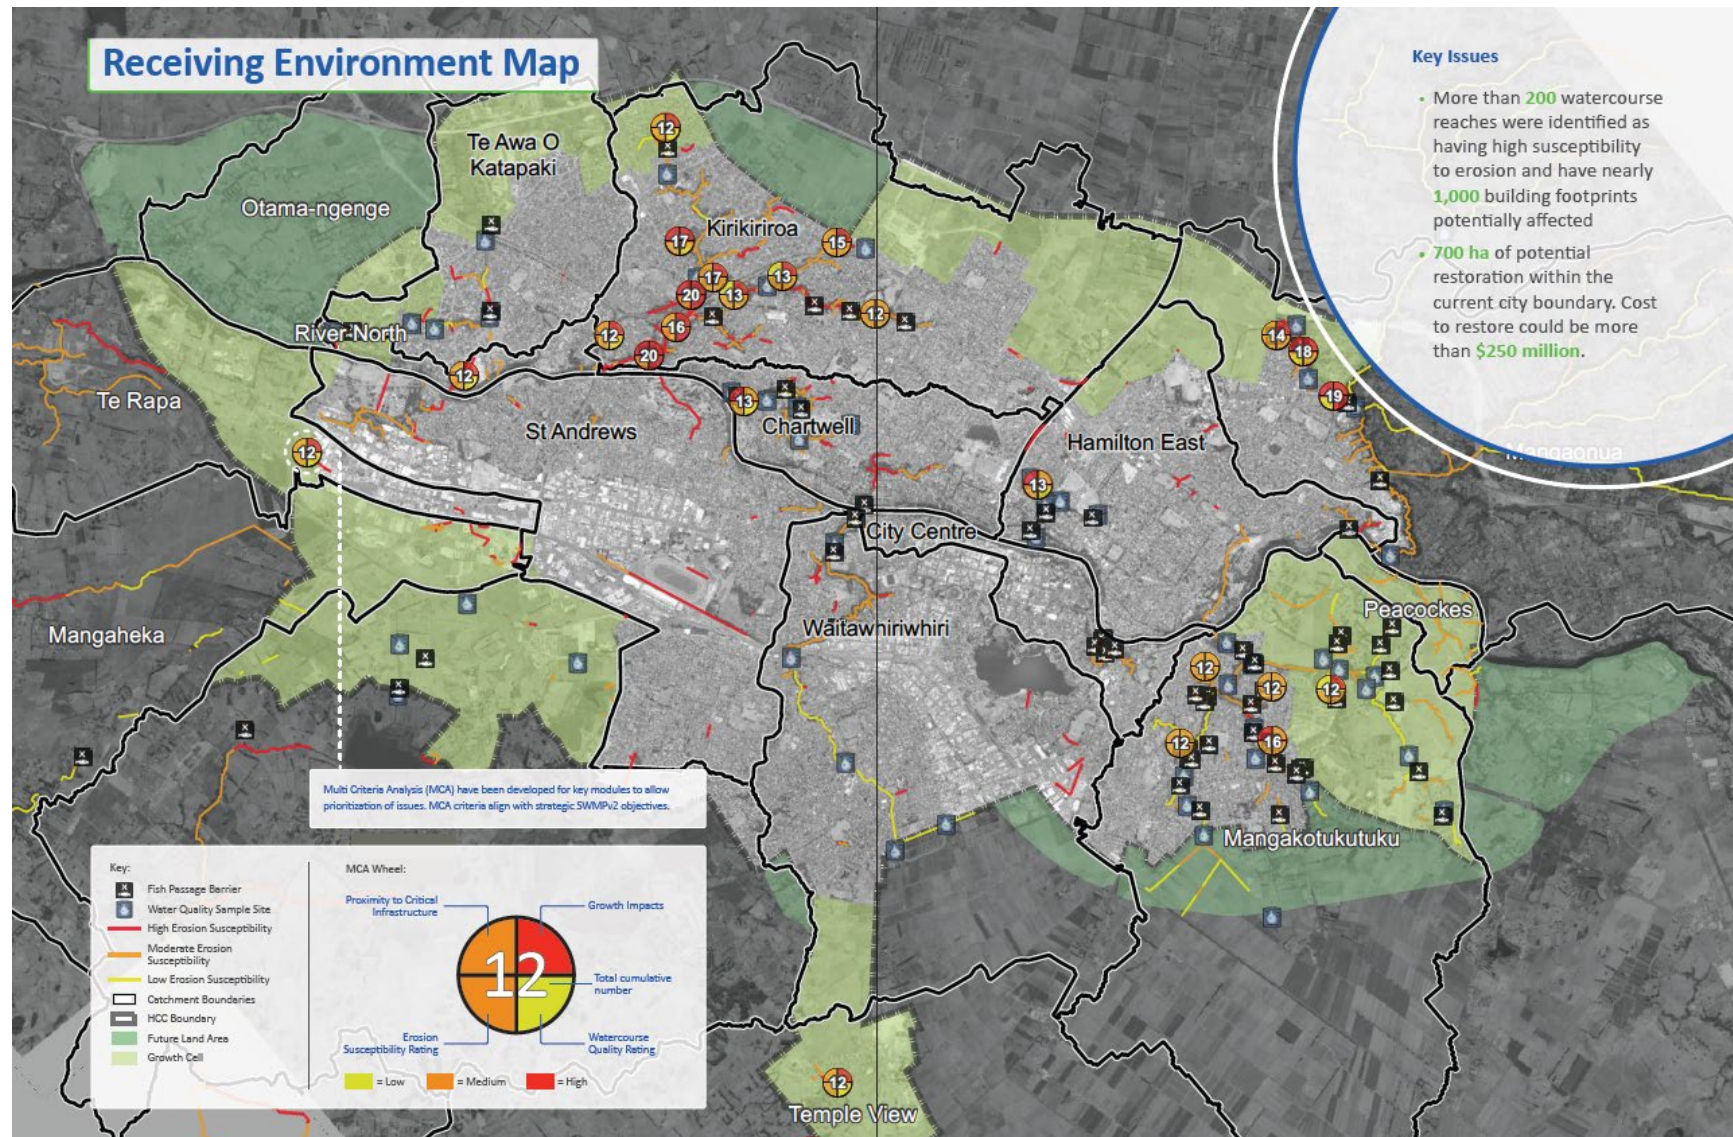 Receiving Environment Map
Key Issues
• More than 200 watercourse
reaches were identified as
having high susceptibility
to erosion and have nearly
1,000 building footprints
potentially affected
• 700 ha of potential
restoration within the
current city boundary. Cost
to restore could be more
than $250 million.
Te Awa O
Katapaki
12
Otama-ngenge
Kirikiriroa
17
15
17
13
20
13
12
16
12
River-North
20
14
18
12
19
Te Rapa
13
St Andrews
Chartwell
Hamilton East
Mangaonua
12
13
City Centre
Peacockes
Mangaheka
Waitawhiriwhiri
12
12
12
12
16
Mangakotukutuku
Multi Criteria Analysis (MCA) have been developed for key modules to allow
prioritization of issues. MCA criteria align with strategic SWMPv2 objectives.
Key:
Fish Passage Barrier
Water Quality Sample Site
High Erosion Susceptibility
Moderate Erosion
Susceptibility
Low Erosion Susceptibility
Catchment Boundaries
HCC Boundary
Future Land Area
Growth Cell
MCA Wheel:
Proximity to Critical
Infrastructure
Growth Impacts
12
Total cumulative
number
Erosion
Susceptibility Rating
Watercourse
Quality Rating
= Low
= Medium
= High
12
Temple View